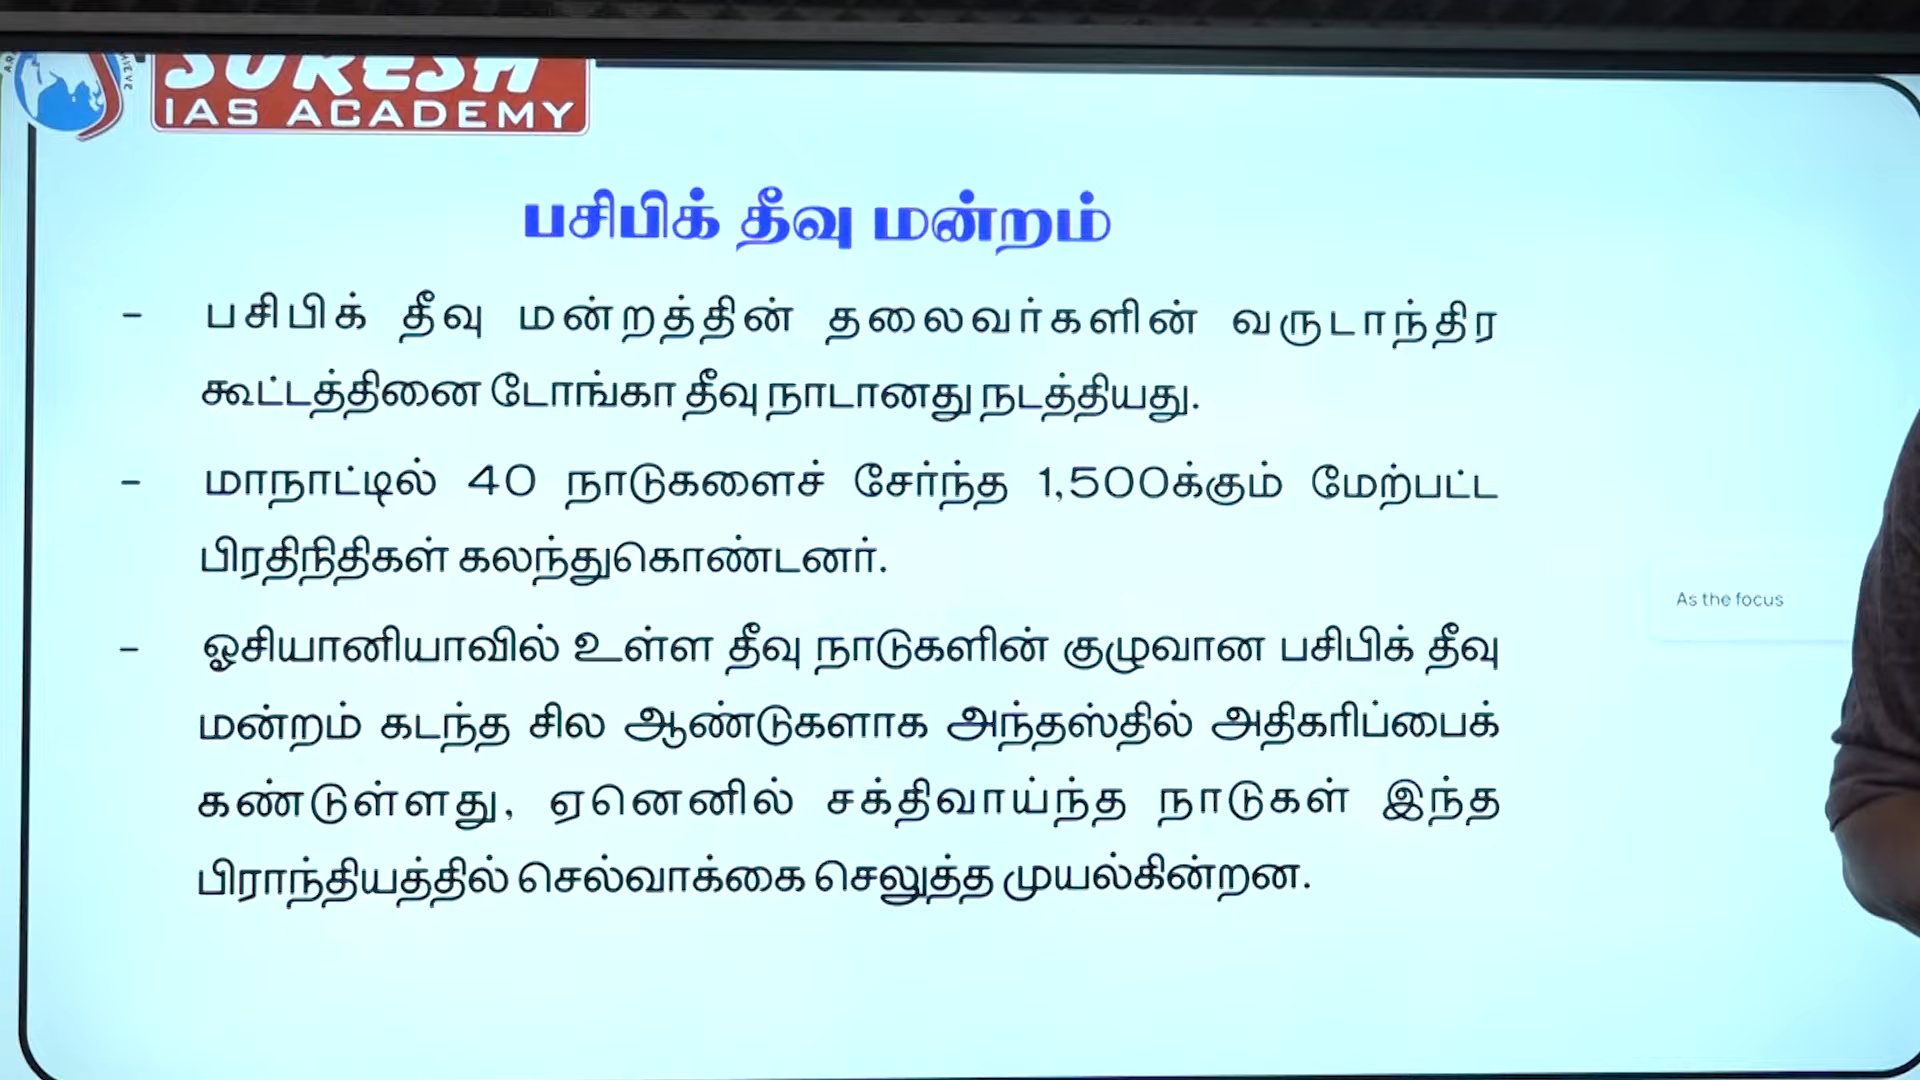 SURESH
IAS ACADEMY
பசிபிக் தீவு மன்றம்
- பசிபிக் தீவு மன்றத்தின் தலைவர்களின் வருடாந்திர
கூட்டத்தினை டோங்கா தீவு நாடானது நடத்தியது.
- மாநாட்டில் 40 நாடுகளைச் சேர்ந்த 1,500க்கும் மேற்பட்ட
பிரதிநிதிகள் கலந்துகொண்டனர்.
- ஓசியானியாவில் உள்ள தீவு நாடுகளின் குழுவான பசிபிக் தீவு
மன்றம் கடந்த சில ஆண்டுகளாக அந்தஸ்தில் அதிகரிப்பைக்
கண்டுள்ளது, ஏனெனில் சக்திவாய்ந்த நாடுகள் இந்த
பிராந்தியத்தில் செல்வாக்கை செலுத்த முயல்கின்றன.
As the focus